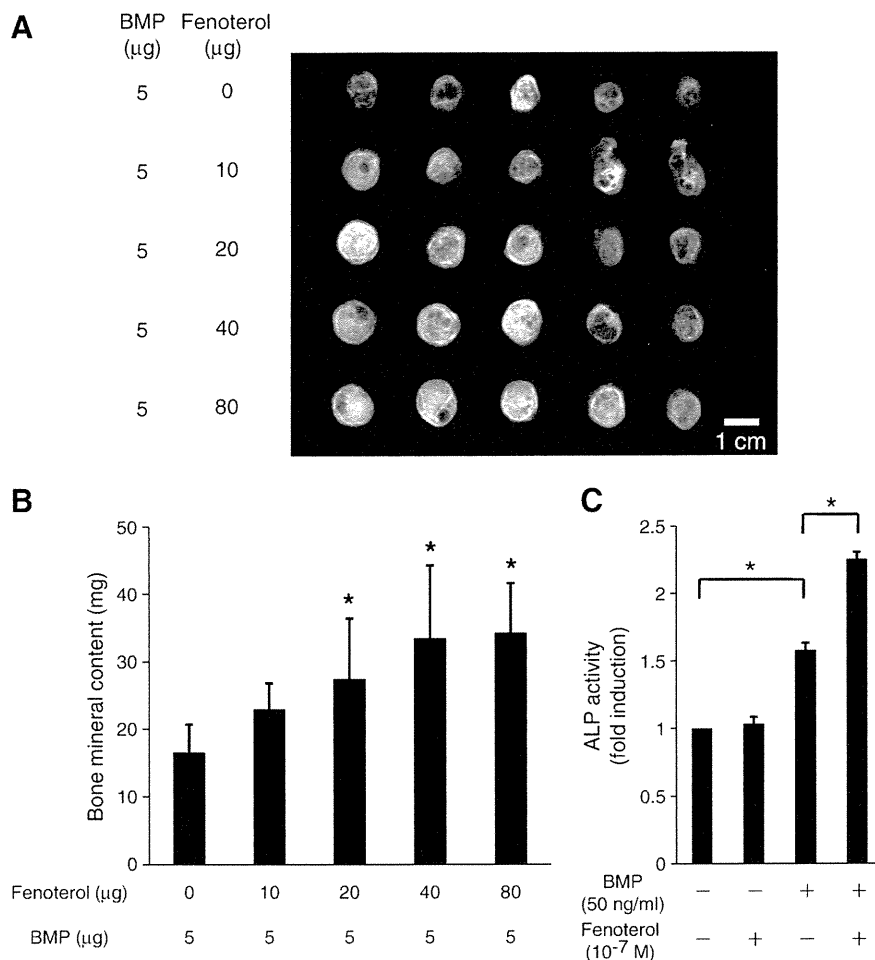 A
BMP Fenoterol
(μg) (μg)
5 0
5 10
5 20
5 40
5 80
1 cm
B
Bone mineral content (mg)
50
40
30
20
10
0
* * *
Fenoterol (μg) 0 10 20 40 80
BMP (μg) 5 5 5 5 5
C
ALP activity
(fold induction)
2.5
2
1.5
1
0.5
0
*
*
BMP
(50 ng/ml) − − + +
Fenoterol
(10⁻⁷ M) − + − +